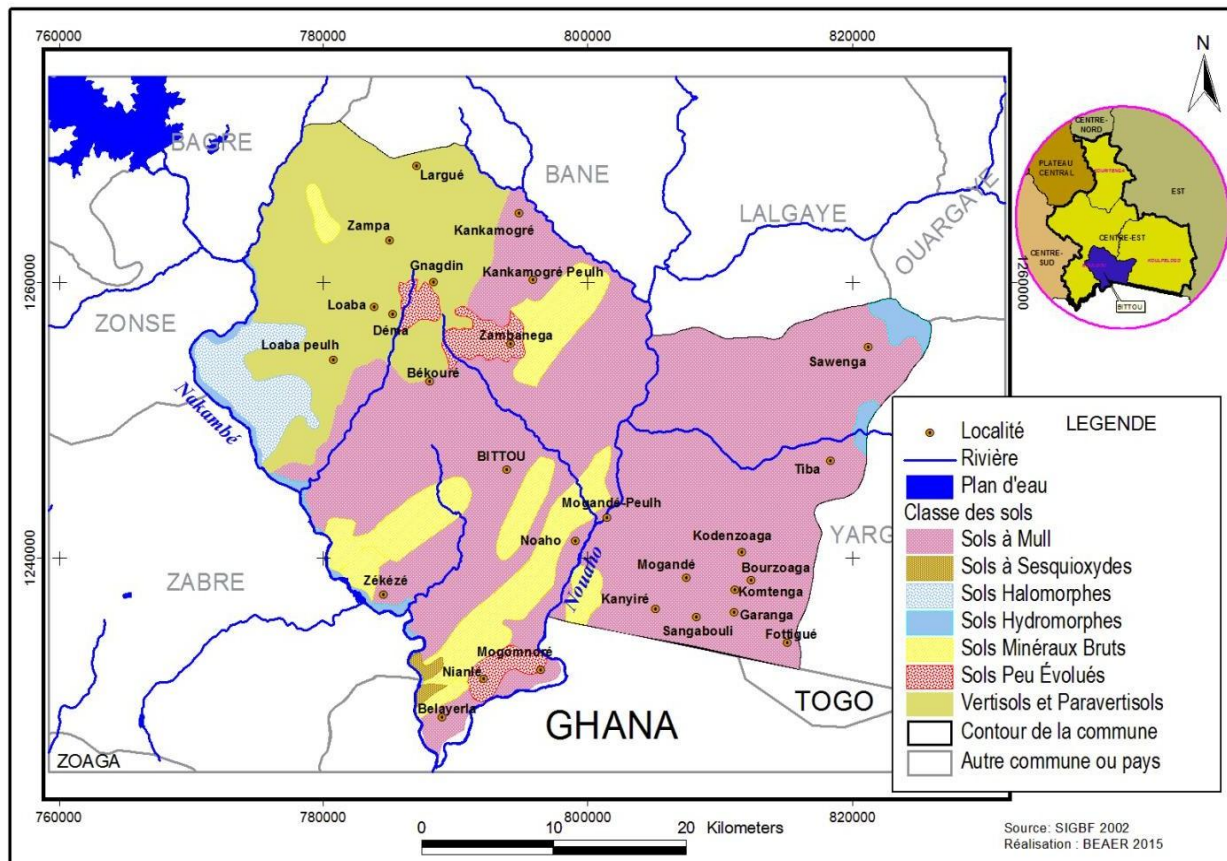 760000
780000
800000
820000
N
BAGRE
BANE
LALGAYE
OUARGAYE
ZONSE
ZABRE
ZOAGA
YARG
GHANA
TOGO
1260000
1240000
1260000
Largué
Zampa
Kankamogré
Gnagdin
Kankamogré Peulh
Loaba
Déma
Zambanega
Loaba peulh
Békouré
Sawenga
Nakambé
BITTOU
Tiba
Mogandé-Peulh
Noaho
Kodenzoaga
Mogandé
Bourzoaga
Zékézé
Nouaho
Komtenga
Kanyiré
Garanga
Sangabouli
Fottigué
Mogomnoré
Nianlé
Belayerla
CENTRE-
NORD
PLATEAU
CENTRAL
EST
CENTRE-EST
CENTRE-
SUD
BITTOU
LEGENDE
Localité
Rivière
Plan d'eau
Classe des sols
Sols à Mull
Sols à Sesquioxydes
Sols Halomorphes
Sols Hydromorphes
Sols Minéraux Bruts
Sols Peu Évolués
Vertisols et Paravertisols
Contour de la commune
Autre commune ou pays
760000
780000
800000
820000
0 10 20 Kilometers
Source: SIGBF 2002
Réalisation : BEAER 2015